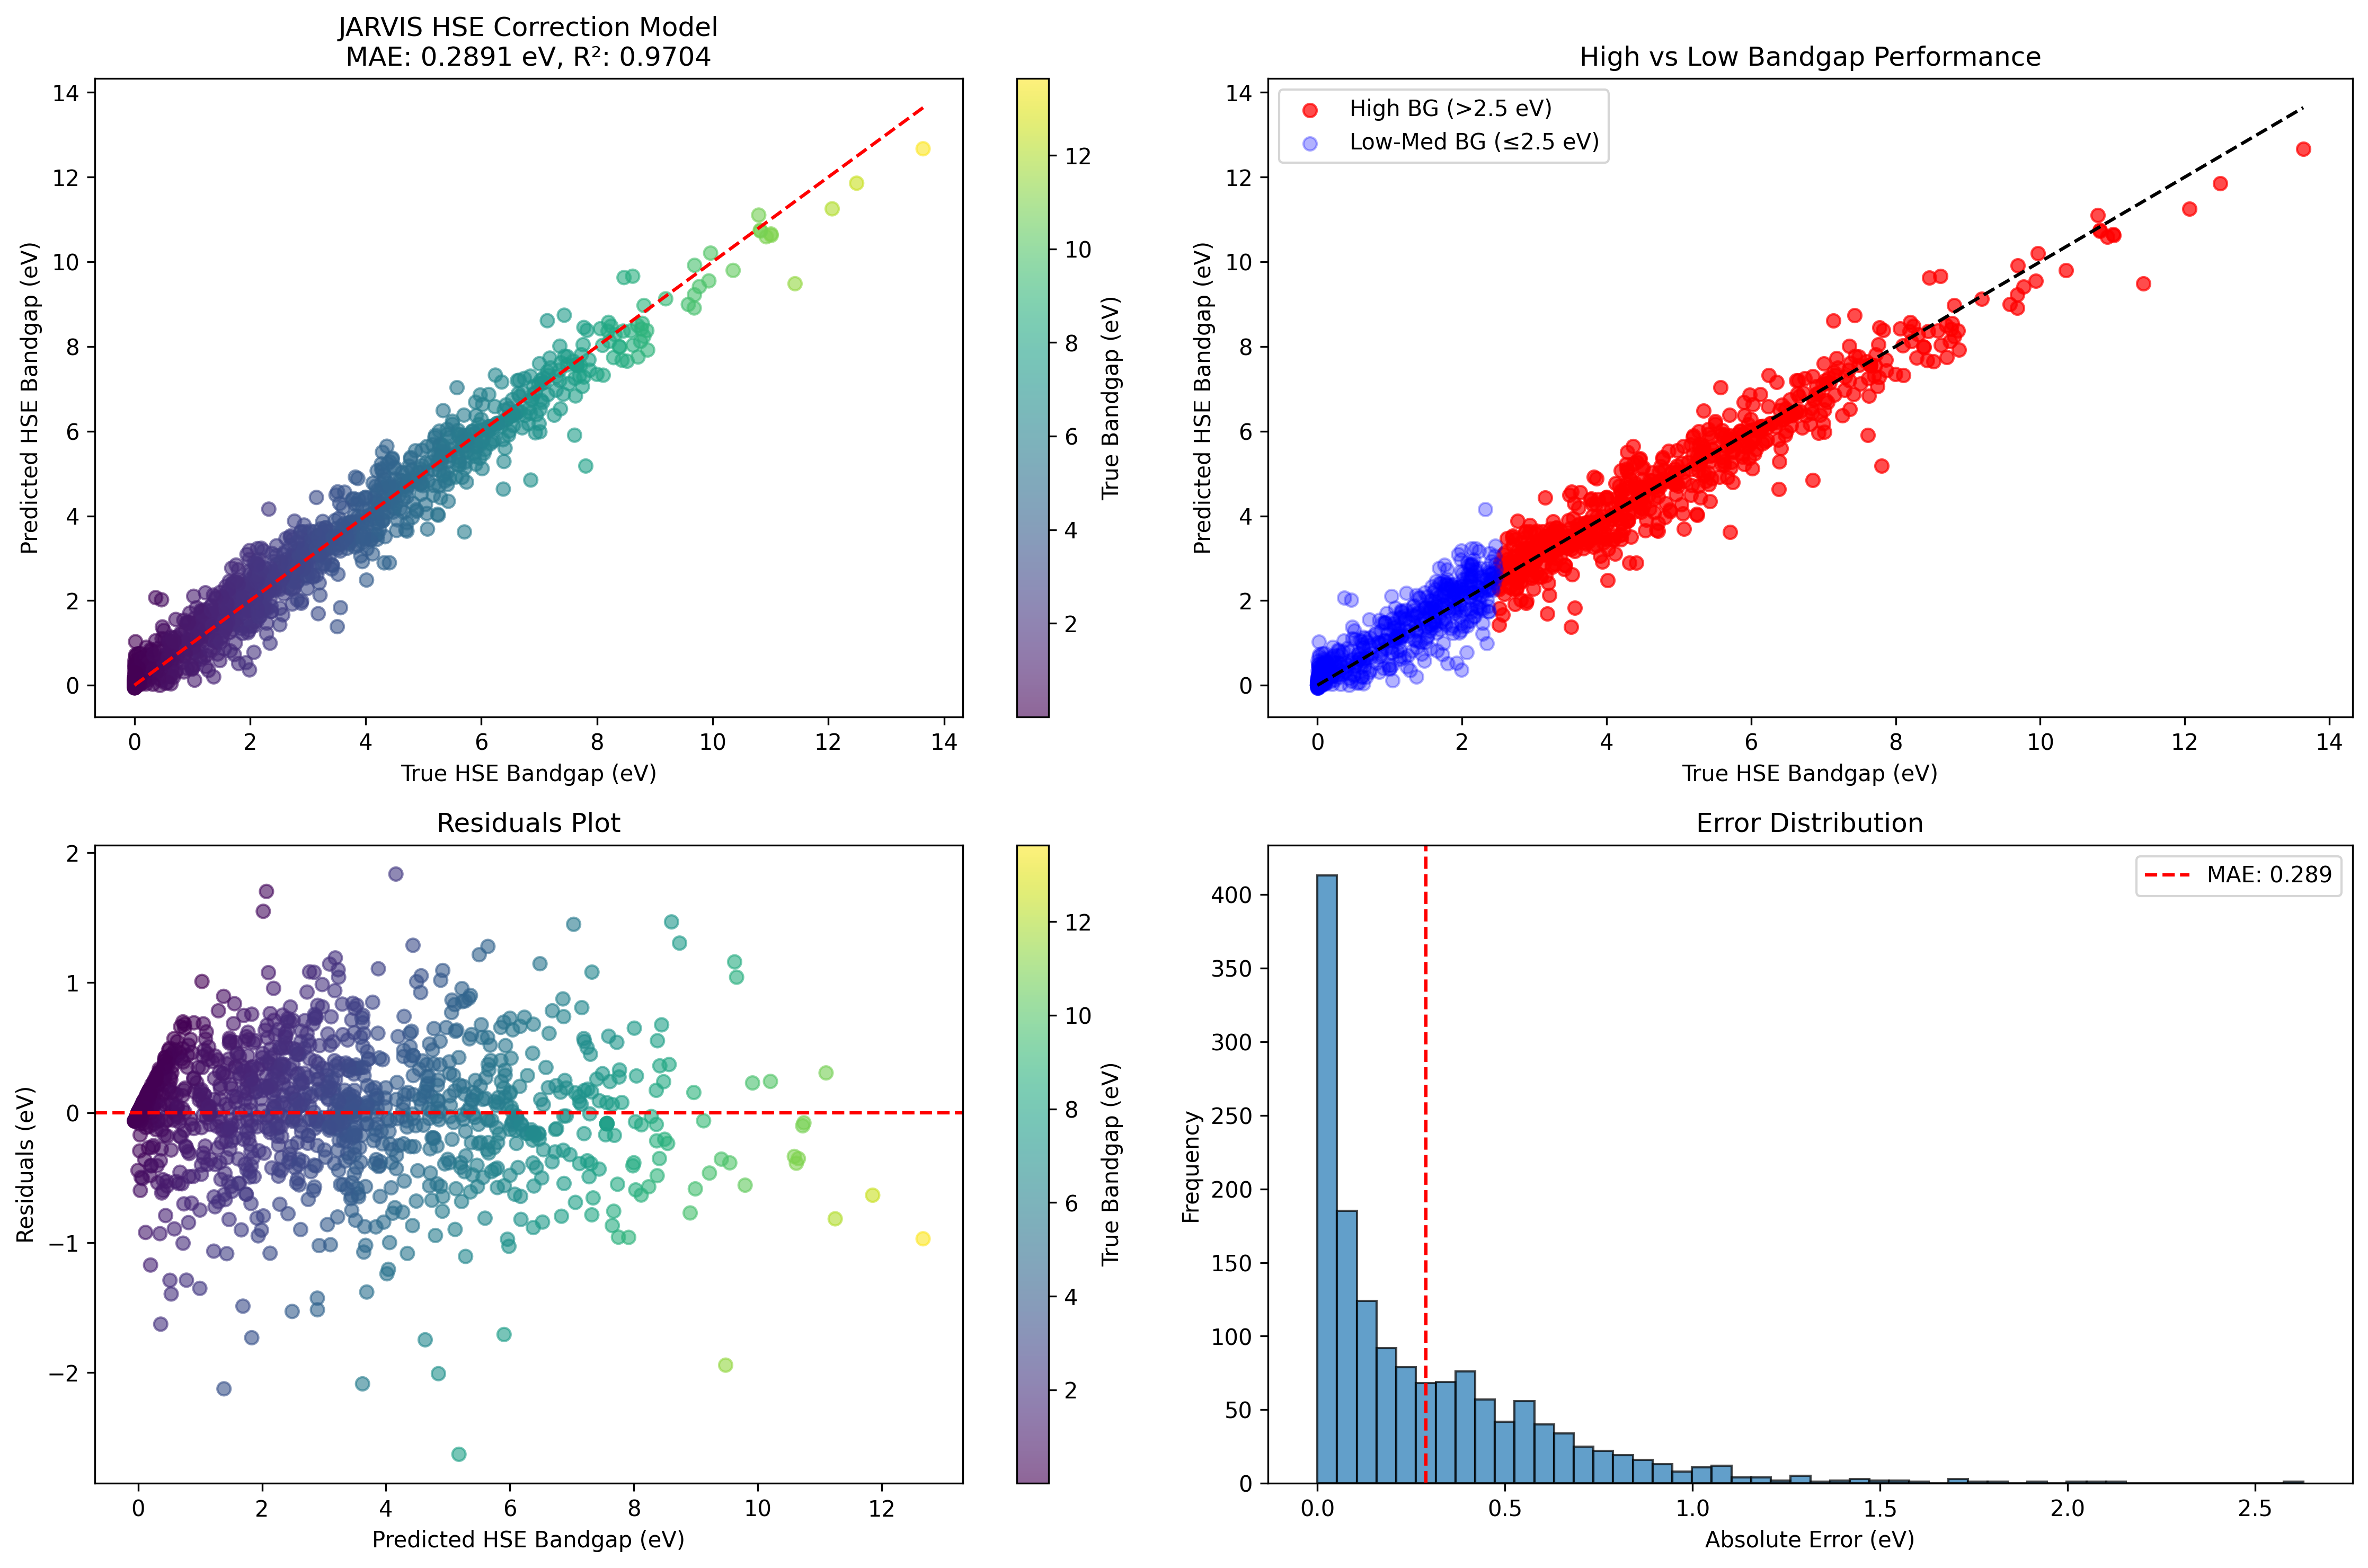 JARVIS HSE Correction Model
MAE: 0.2891 eV, R²: 0.9704
14
12
10
8
6
4
2
0
Predicted HSE Bandgap (eV)
0 2 4 6 8 10 12 14
True HSE Bandgap (eV)
12
10
8
6
4
2
True Bandgap (eV)
High vs Low Bandgap Performance
High BG (>2.5 eV)
Low-Med BG (≤2.5 eV)
14
12
10
8
6
4
2
0
Predicted HSE Bandgap (eV)
0 2 4 6 8 10 12 14
True HSE Bandgap (eV)
Residuals Plot
2
1
0
−1
−2
Residuals (eV)
0 2 4 6 8 10 12
Predicted HSE Bandgap (eV)
12
10
8
6
4
2
True Bandgap (eV)
Error Distribution
MAE: 0.289
400
350
300
250
200
150
100
50
0
Frequency
0.0 0.5 1.0 1.5 2.0 2.5
Absolute Error (eV)